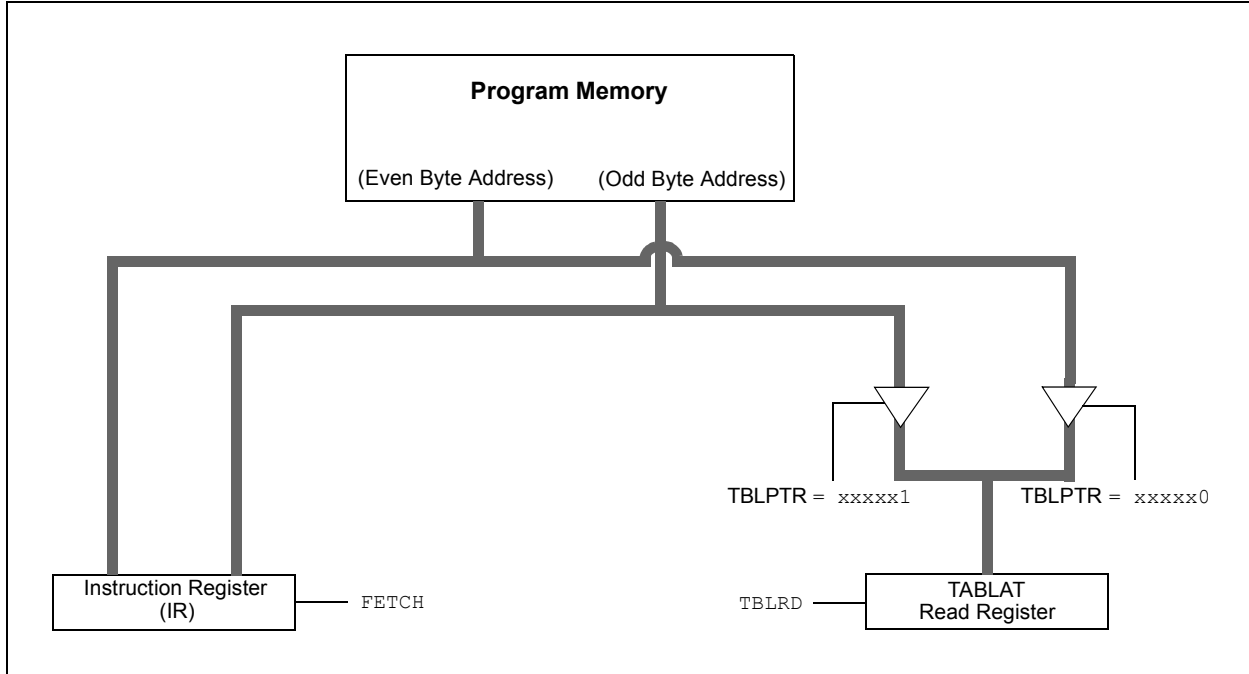 Program Memory
(Even Byte Address) (Odd Byte Address)
TBLPTR = xxxxx1 TBLPTR = xxxxx0
Instruction Register
(IR)
FETCH
TBLRD
TABLAT
Read Register